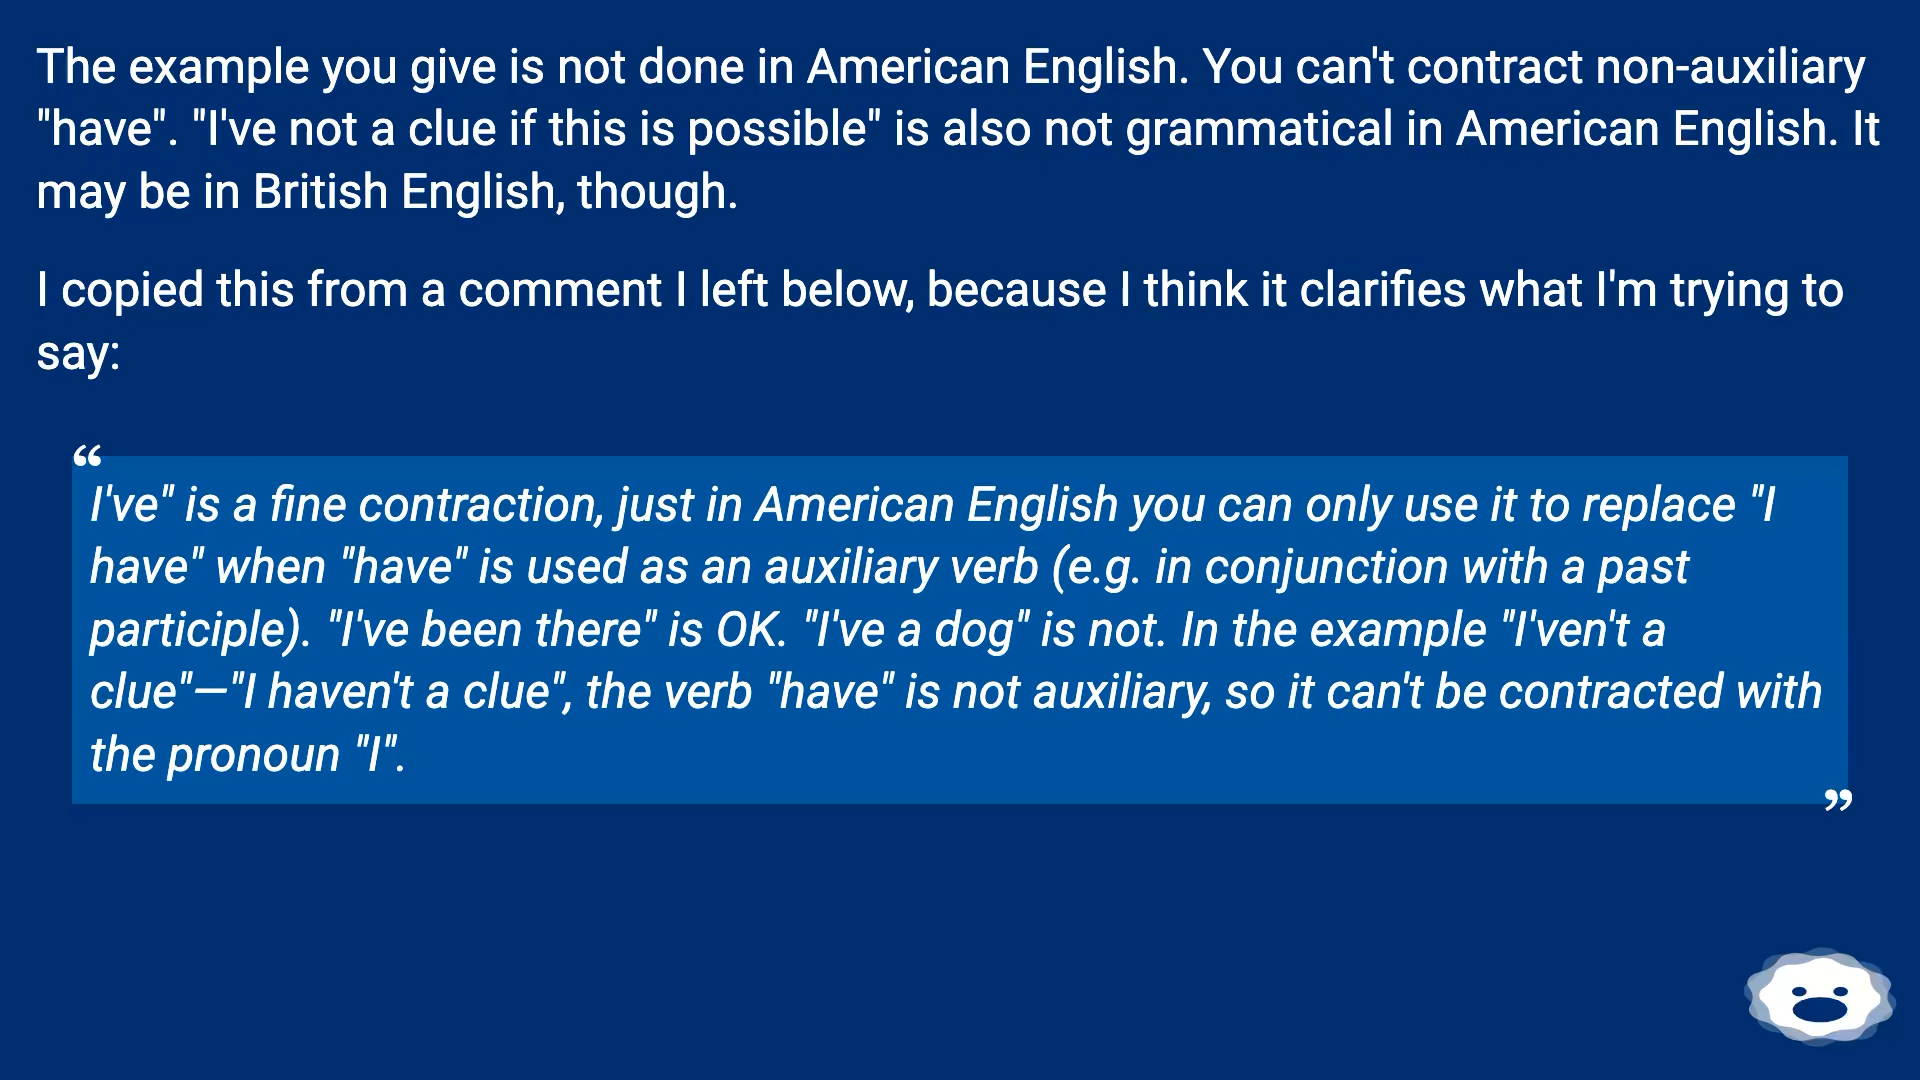 The example you give is not done in American English. You can't contract non-auxiliary
"have". "I've not a clue if this is possible" is also not grammatical in American English. It
may be in British English, though.
I copied this from a comment I left below, because I think it clarifies what I'm trying to
say:
“
I've" is a fine contraction, just in American English you can only use it to replace "I
have" when "have" is used as an auxiliary verb (e.g. in conjunction with a past
participle). "I've been there" is OK. "I've a dog" is not. In the example "I'ven't a
clue"—"I haven't a clue", the verb "have" is not auxiliary, so it can't be contracted with
the pronoun "I".
”